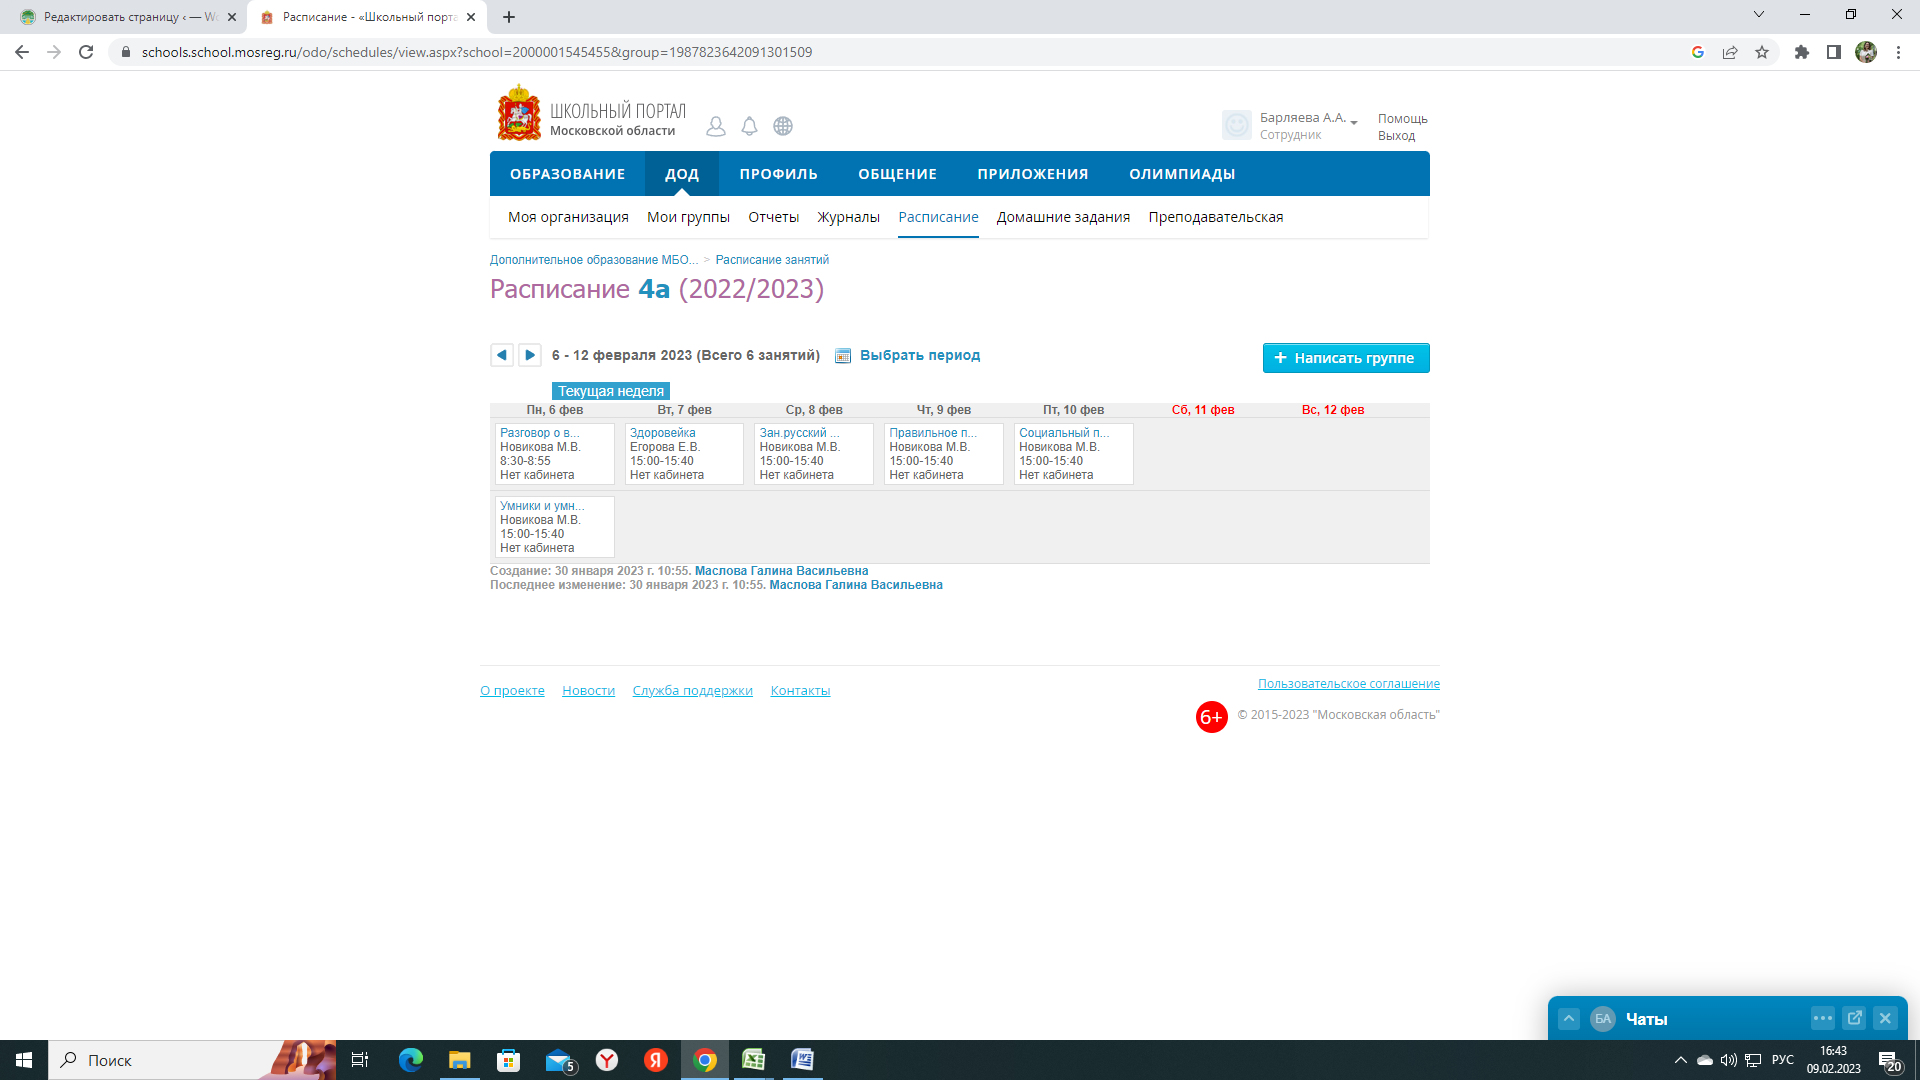 Редактировать страницу ‹ — Wo
Расписание - «Школьный порта
schools.school.mosreg.ru/odo/schedules/view.aspx?school=2000001545455&group=1987823642091301509
ШКОЛЬНЫЙ ПОРТАЛ
Московской области
Барляева А.А.
Сотрудник
Помощь
Выход
ОБРАЗОВАНИЕ ДОД ПРОФИЛЬ ОБЩЕНИЕ ПРИЛОЖЕНИЯ ОЛИМПИАДЫ
Моя организация Мои группы Отчеты Журналы Расписание Домашние задания Преподавательская
Дополнительное образование МБО... > Расписание занятий
Расписание 4а (2022/2023)
6 - 12 февраля 2023 (Всего 6 занятий) Выбрать период
+ Написать группе
Текущая неделя
Пн, 6 фев Вт, 7 фев Ср, 8 фев Чт, 9 фев Пт, 10 фев Сб, 11 фев Вс, 12 фев
Разговор о в... Здоровейка Зан.русский ... Правильное п... Социальный п...
Новикова М.В. Егорова Е.В. Новикова М.В. Новикова М.В. Новикова М.В.
8:30-8:55 15:00-15:40 15:00-15:40 15:00-15:40 15:00-15:40
Нет кабинета Нет кабинета Нет кабинета Нет кабинета Нет кабинета
Умники и умн...
Новикова М.В.
15:00-15:40
Нет кабинета
Создание: 30 января 2023 г. 10:55. Маслова Галина Васильевна
Последнее изменение: 30 января 2023 г. 10:55. Маслова Галина Васильевна
О проекте Новости Служба поддержки Контакты
Пользовательское соглашение
6+ © 2015-2023 "Московская область"
БА Чаты
Поиск
5
РУС
16:43
09.02.2023
20